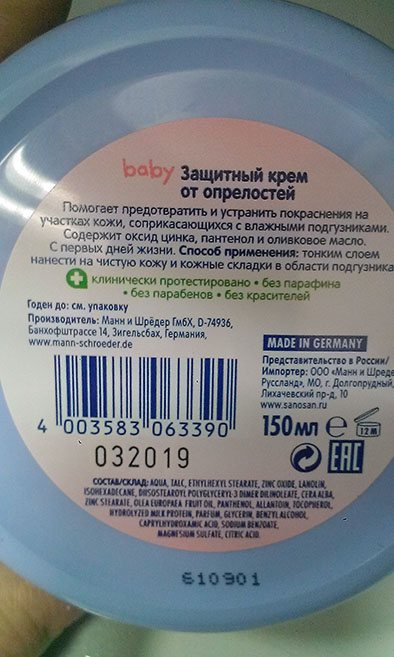 baby Защитный крем
от опрелостей
Помогает предотвратить и устранить покраснения на
участках кожи, соприкасающихся с влажными подгузниками.
Содержит оксид цинка, пантенол и оливковое масло.
С первых дней жизни. Способ применения: тонким слоем
нанести на чистую кожу и кожные складки в области подгузника
клинически протестировано • без парафина
• без парабенов • без красителей
Годен до: см. упаковку
Производитель: Манн и Шрёдер ГмбХ, D-74936,
Банхофштрассе 14, Зигельсбах, Германия,
www.mann-schroeder.de
MADE IN GERMANY
Представительство в России/
Импортер: ООО «Манн и Шреде
Руссланд», МО, г. Долгопрудный,
Лихачевский пр-д, 10
www.sanosan.ru
4 003583 063390
150мл e 12 M
032019
EAC
СОСТАВ/СКЛАД: AQUA, TALC, ETHYLHEXYL STEARATE, ZINC OXIDE, LANOLIN,
ISOHEXADECANE, DIISOSTEAROYL POLYGLYCERYL-3 DIMER DILINOLEATE, CERA ALBA,
ZINC STEARATE, OLEA EUROPAEA FRUIT OIL, PANTHENOL, ALLANTOIN, TOCOPHEROL,
HYDROLYZED MILK PROTEIN, PARFUM, GLYCERIN, BENZYL ALCOHOL,
CAPRYLHYDROXAMIC ACID, SODIUM BENZOATE,
MAGNESIUM SULFATE, CITRIC ACID.
610901